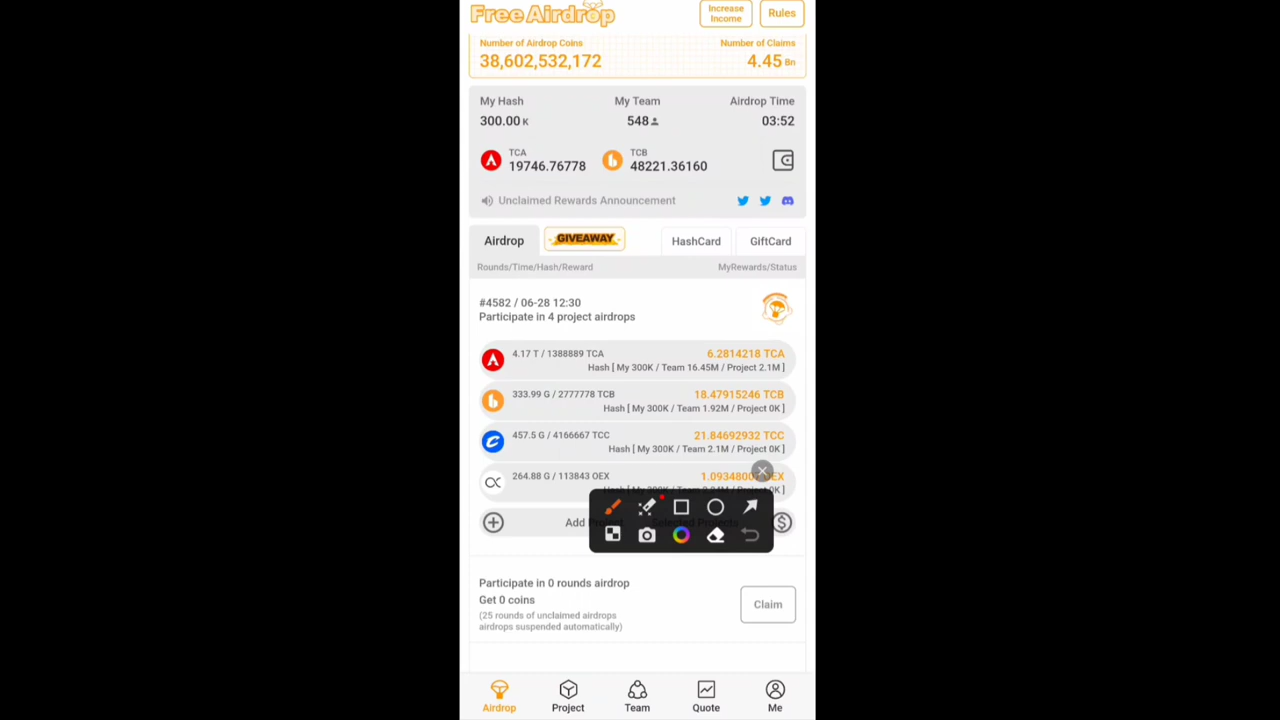 Free Airdrop
Increase Income
Rules
Number of Airdrop Coins
Number of Claims
38,602,532,172
4.45 Bn
My Hash
My Team
Airdrop Time
300.00 K
548
03:52
TCA
19746.76778
TCB
48221.36160
Unclaimed Rewards Announcement
Airdrop
GIVEAWAY
HashCard
GiftCard
Rounds/Time/Hash/Reward
MyRewards/Status
#4582 / 06-28 12:30
Participate in 4 project airdrops
4.17 T / 1388889 TCA
6.2814218 TCA
Hash [ My 300K / Team 16.45M / Project 2.1M ]
333.99 G / 2777778 TCB
18.47915246 TCB
Hash [ My 300K / Team 1.92M / Project 0K ]
457.5 G / 4166667 TCC
21.84692932 TCC
Hash [ My 300K / Team 2.1M / Project 0K ]
264.88 G / 113843 OEX
Add Project
Selected Projects
Participate in 0 rounds airdrop
Get 0 coins
(25 rounds of unclaimed airdrops
airdrops suspended automatically)
Claim
Airdrop
Project
Team
Quote
Me